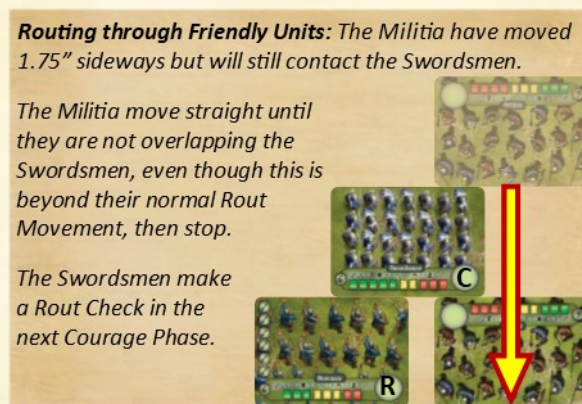 Routing through Friendly Units: The Militia have moved
1.75” sideways but will still contact the Swordsmen.
The Militia move straight until
they are not overlapping the
Swordsmen, even though this is
beyond their normal Rout
Movement, then stop.
The Swordsmen make
a Rout Check in the
next Courage Phase.
C
R